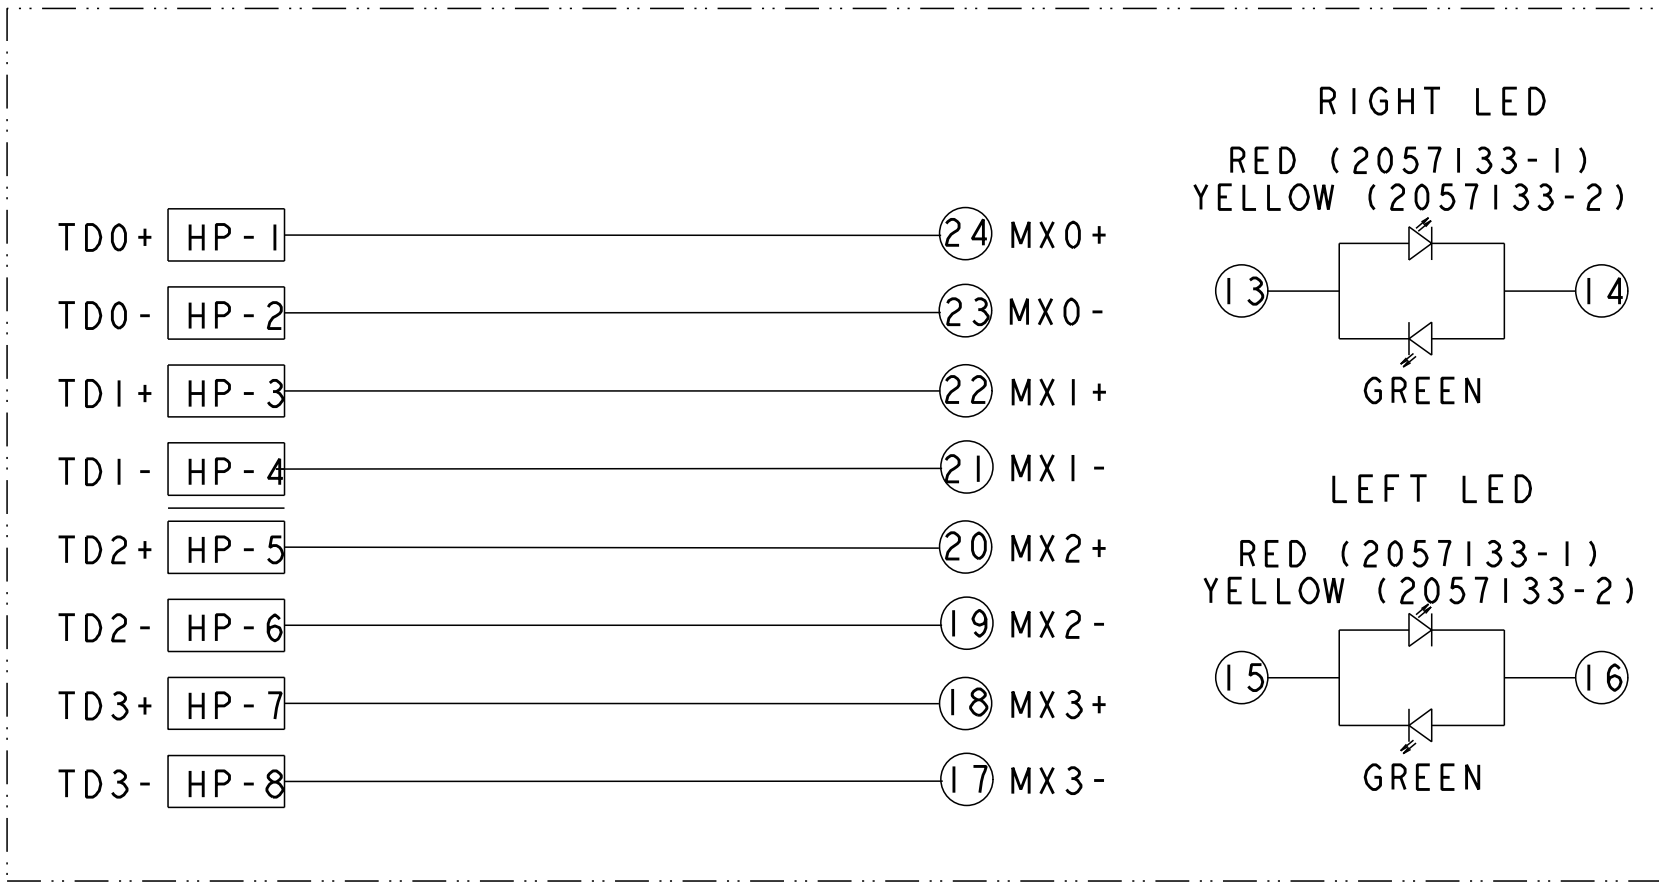 TD0+ HP-1 24 MX0+
TD0- HP-2 23 MX0-
TD1+ HP-3 22 MX1+
TD1- HP-4 21 MX1-
TD2+ HP-5 20 MX2+
TD2- HP-6 19 MX2-
TD3+ HP-7 18 MX3+
TD3- HP-8 17 MX3-
RIGHT LED
RED (2057133-1)
YELLOW (2057133-2)
13 14
GREEN
LEFT LED
RED (2057133-1)
YELLOW (2057133-2)
15 16
GREEN